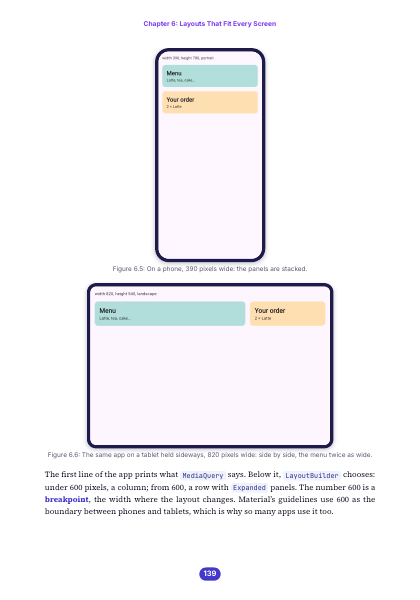 Chapter 6: Layouts That Fit Every Screen
width 390, height 780, portrait
Menu
Latte, tea, cake...
Your order
2 × Latte
Figure 6.5: On a phone, 390 pixels wide: the panels are stacked.
width 820, height 540, landscape
Menu
Latte, tea, cake...
Your order
2 × Latte
Figure 6.6: The same app on a tablet held sideways, 820 pixels wide: side by side, the menu twice as wide.
The first line of the app prints what MediaQuery says. Below it, LayoutBuilder chooses:
under 600 pixels, a column; from 600, a row with Expanded panels. The number 600 is a
breakpoint, the width where the layout changes. Material’s guidelines use 600 as the
boundary between phones and tablets, which is why so many apps use it too.
139